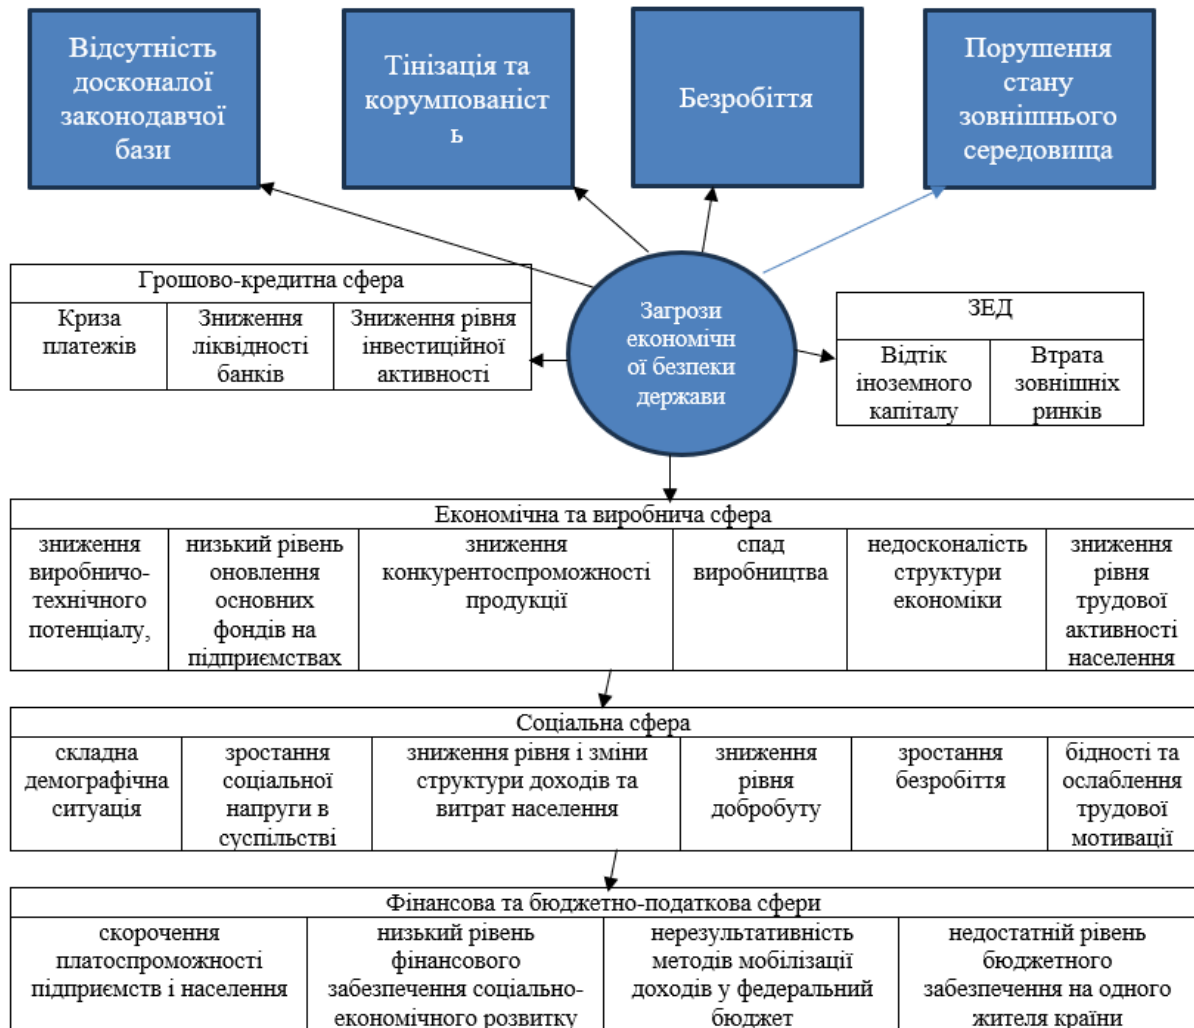 Відсутність
досконалої
законодавчої
бази
Тінізація та
корумпованіст
ь
Безробіття
Порушення
стану
зовнішнього
середовища
Грошово-кредитна сфера
Криза
платежів
Зниження
ліквідності
банків
Зниження рівня
інвестиційної
активності
Загрози
економічн
ої безпеки
держави
ЗЕД
Відтік
іноземного
капіталу
Втрата
зовнішніх
ринків
Економічна та виробнича сфера
зниження
виробничо-
технічного
потенціалу,
низький рівень
оновлення
основних
фондів на
підприємствах
зниження
конкурентоспроможності
продукції
спад
виробництва
недосконалість
структури
економіки
зниження
рівня
трудової
активності
населення
Соціальна сфера
складна
демографічна
ситуація
зростання
соціальної
напруги в
суспільстві
зниження рівня і зміни
структури доходів та
витрат населення
зниження
рівня
добробуту
зростання
безробіття
бідності та
ослаблення
трудової
мотивації
Фінансова та бюджетно-податкова сфери
скорочення
платоспроможності
підприємств і населення
низький рівень
фінансового
забезпечення соціально-
економічного розвитку
нерезультативність
методів мобілізації
доходів у федеральний
бюджет
недостатній рівень
бюджетного
забезпечення на одного
жителя країни